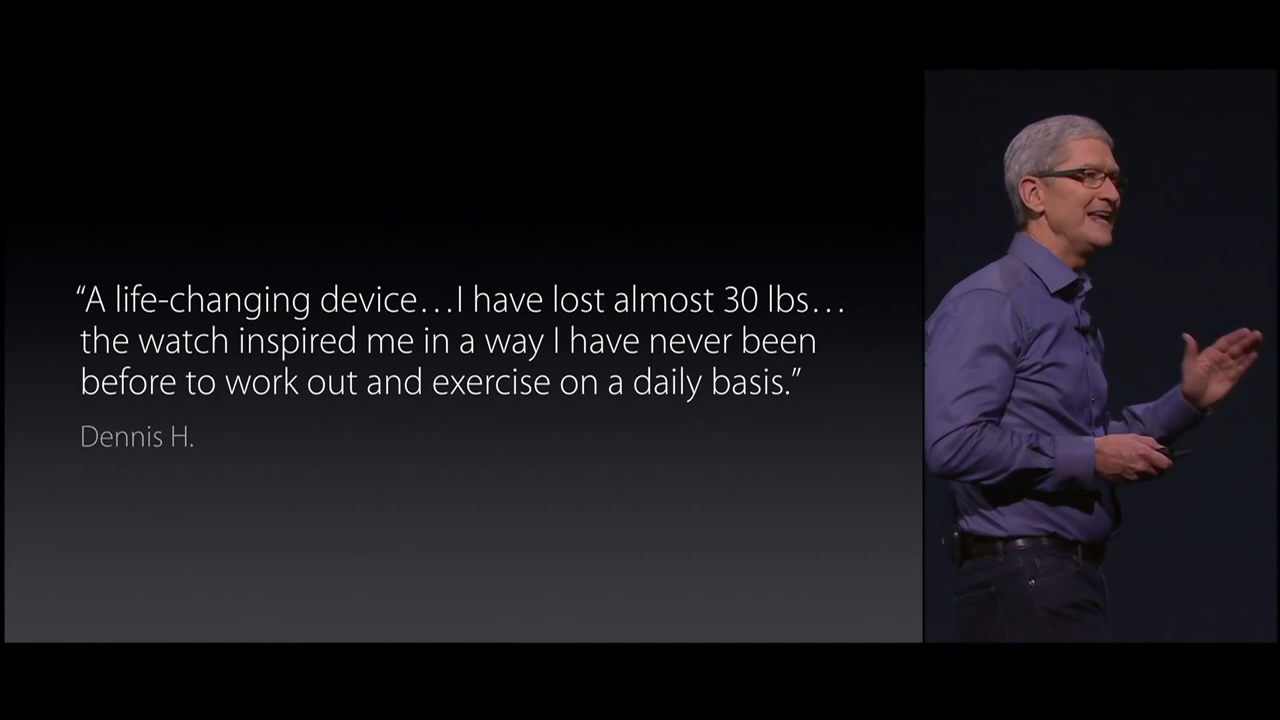 “A life-changing device…I have lost almost 30 lbs…
the watch inspired me in a way I have never been
before to work out and exercise on a daily basis.”
Dennis H.